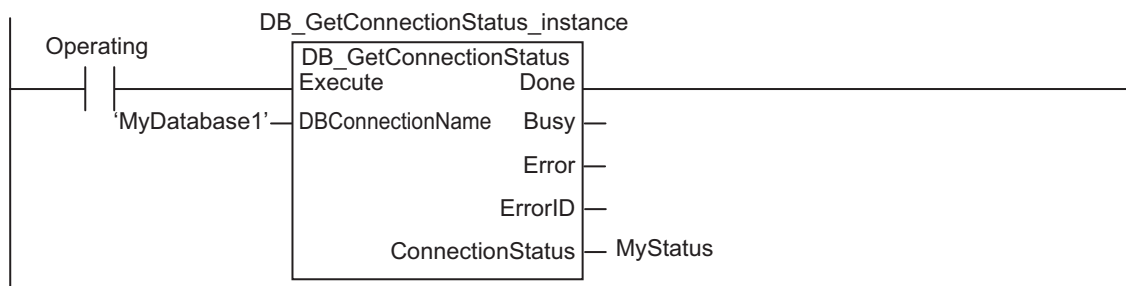 DB_GetConnectionStatus_instance
Operating
DB_GetConnectionStatus
Execute Done
‘MyDatabase1’ DBConnectionName Busy
Error
ErrorID
ConnectionStatus MyStatus